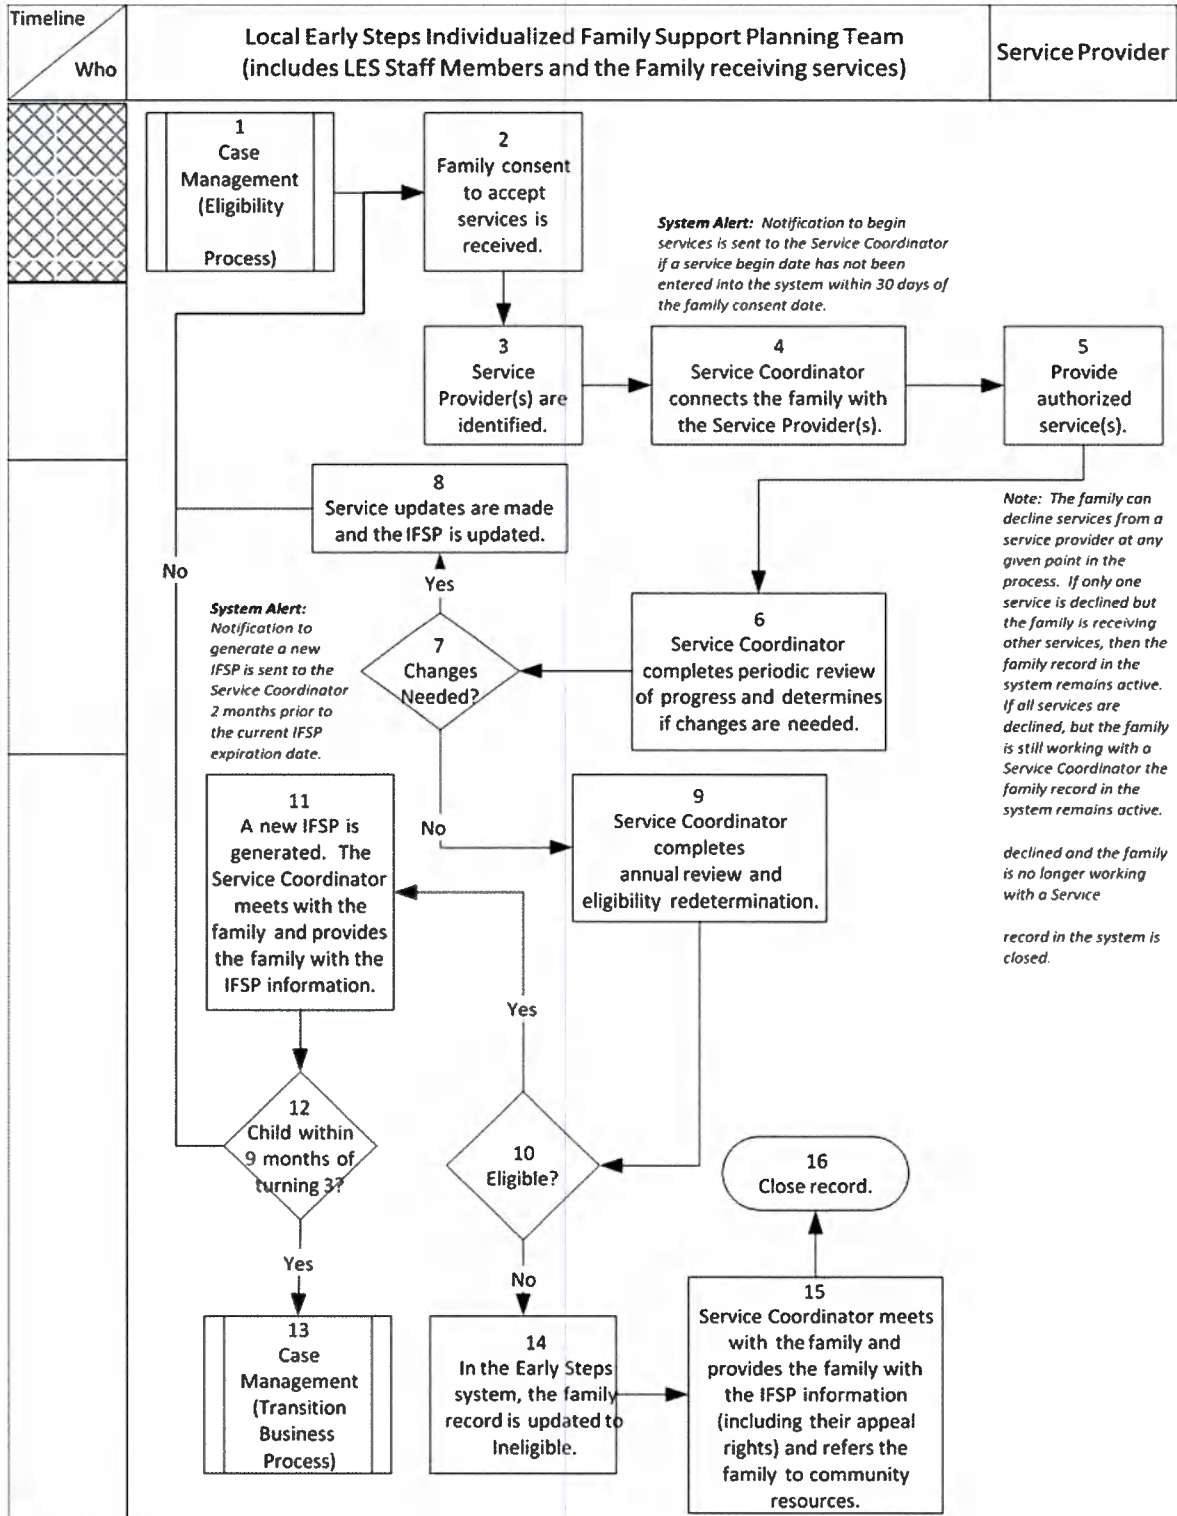 Timeline
Who
Local Early Steps Individualized Family Support Planning Team
(includes LES Staff Members and the Family receiving services)
Service Provider
1
Case
Management
(Eligibility
Process)
2
Family consent
to accept
services is
received.
System Alert: Notification to begin
services is sent to the Service Coordinator
if a service begin date has not been
entered into the system within 30 days of
the family consent date.
3
Service
Provider(s) are
identified.
4
Service Coordinator
connects the family with
the Service Provider(s).
5
Provide
authorized
service(s).
8
Service updates are made
and the IFSP is updated.
No
Yes
System Alert:
Notification to
generate a new
IFSP is sent to the
Service Coordinator
2 months prior to
the current IFSP
expiration date.
7
Changes
Needed?
6
Service Coordinator
completes periodic review
of progress and determines
if changes are needed.
Note: The family can
decline services from a
service provider at any
given point in the
process. If only one
service is declined but
the family is receiving
other services, then the
family record in the
system remains active.
If all services are
declined, but the family
is still working with a
Service Coordinator the
family record in the
system remains active.
declined and the family
is no longer working
with a Service
record in the system is
closed.
11
A new IFSP is
generated. The
Service Coordinator
meets with the
family and provides
the family with the
IFSP information.
No
9
Service Coordinator
completes
annual review and
eligibility redetermination.
Yes
12
Child within
9 months of
turning 3?
10
Eligible?
16
Close record.
Yes
No
13
Case
Management
(Transition
Business
Process)
14
In the Early Steps
system, the family
record is updated to
Ineligible.
15
Service Coordinator meets
with the family and
provides the family with
the IFSP information
(including their appeal
rights) and refers the
family to community
resources.